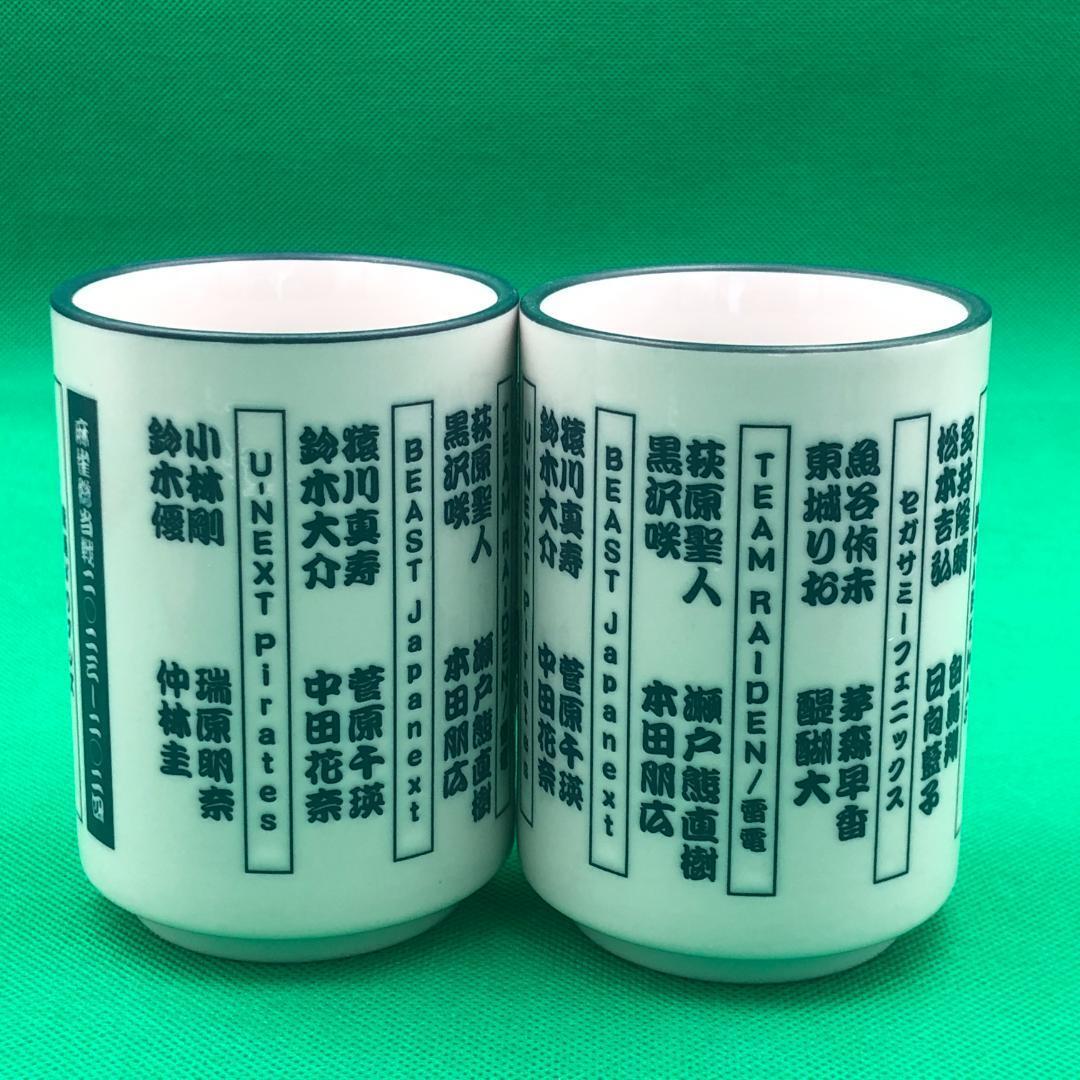 TEAM RAIDEN/雷電
萩原聖人
瀬戸熊直樹
黒沢咲
本田朋広
BEAST Japanext
猿川真寿
菅原千瑛
鈴木大介
中田花奈
U-NEXT Pirates
小林剛
瑞原明奈
鈴木優
仲林圭
多井隆晴
白鳥翔
松本吉弘
日向藍子
セガサミーフェニックス
魚谷侑未
茅森早香
東城りお
醍醐大
TEAM RAIDEN/雷電
萩原聖人
瀬戸熊直樹
黒沢咲
本田朋広
BEAST Japanext
猿川真寿
菅原千瑛
鈴木大介
中田花奈
U-NEXT Pirates